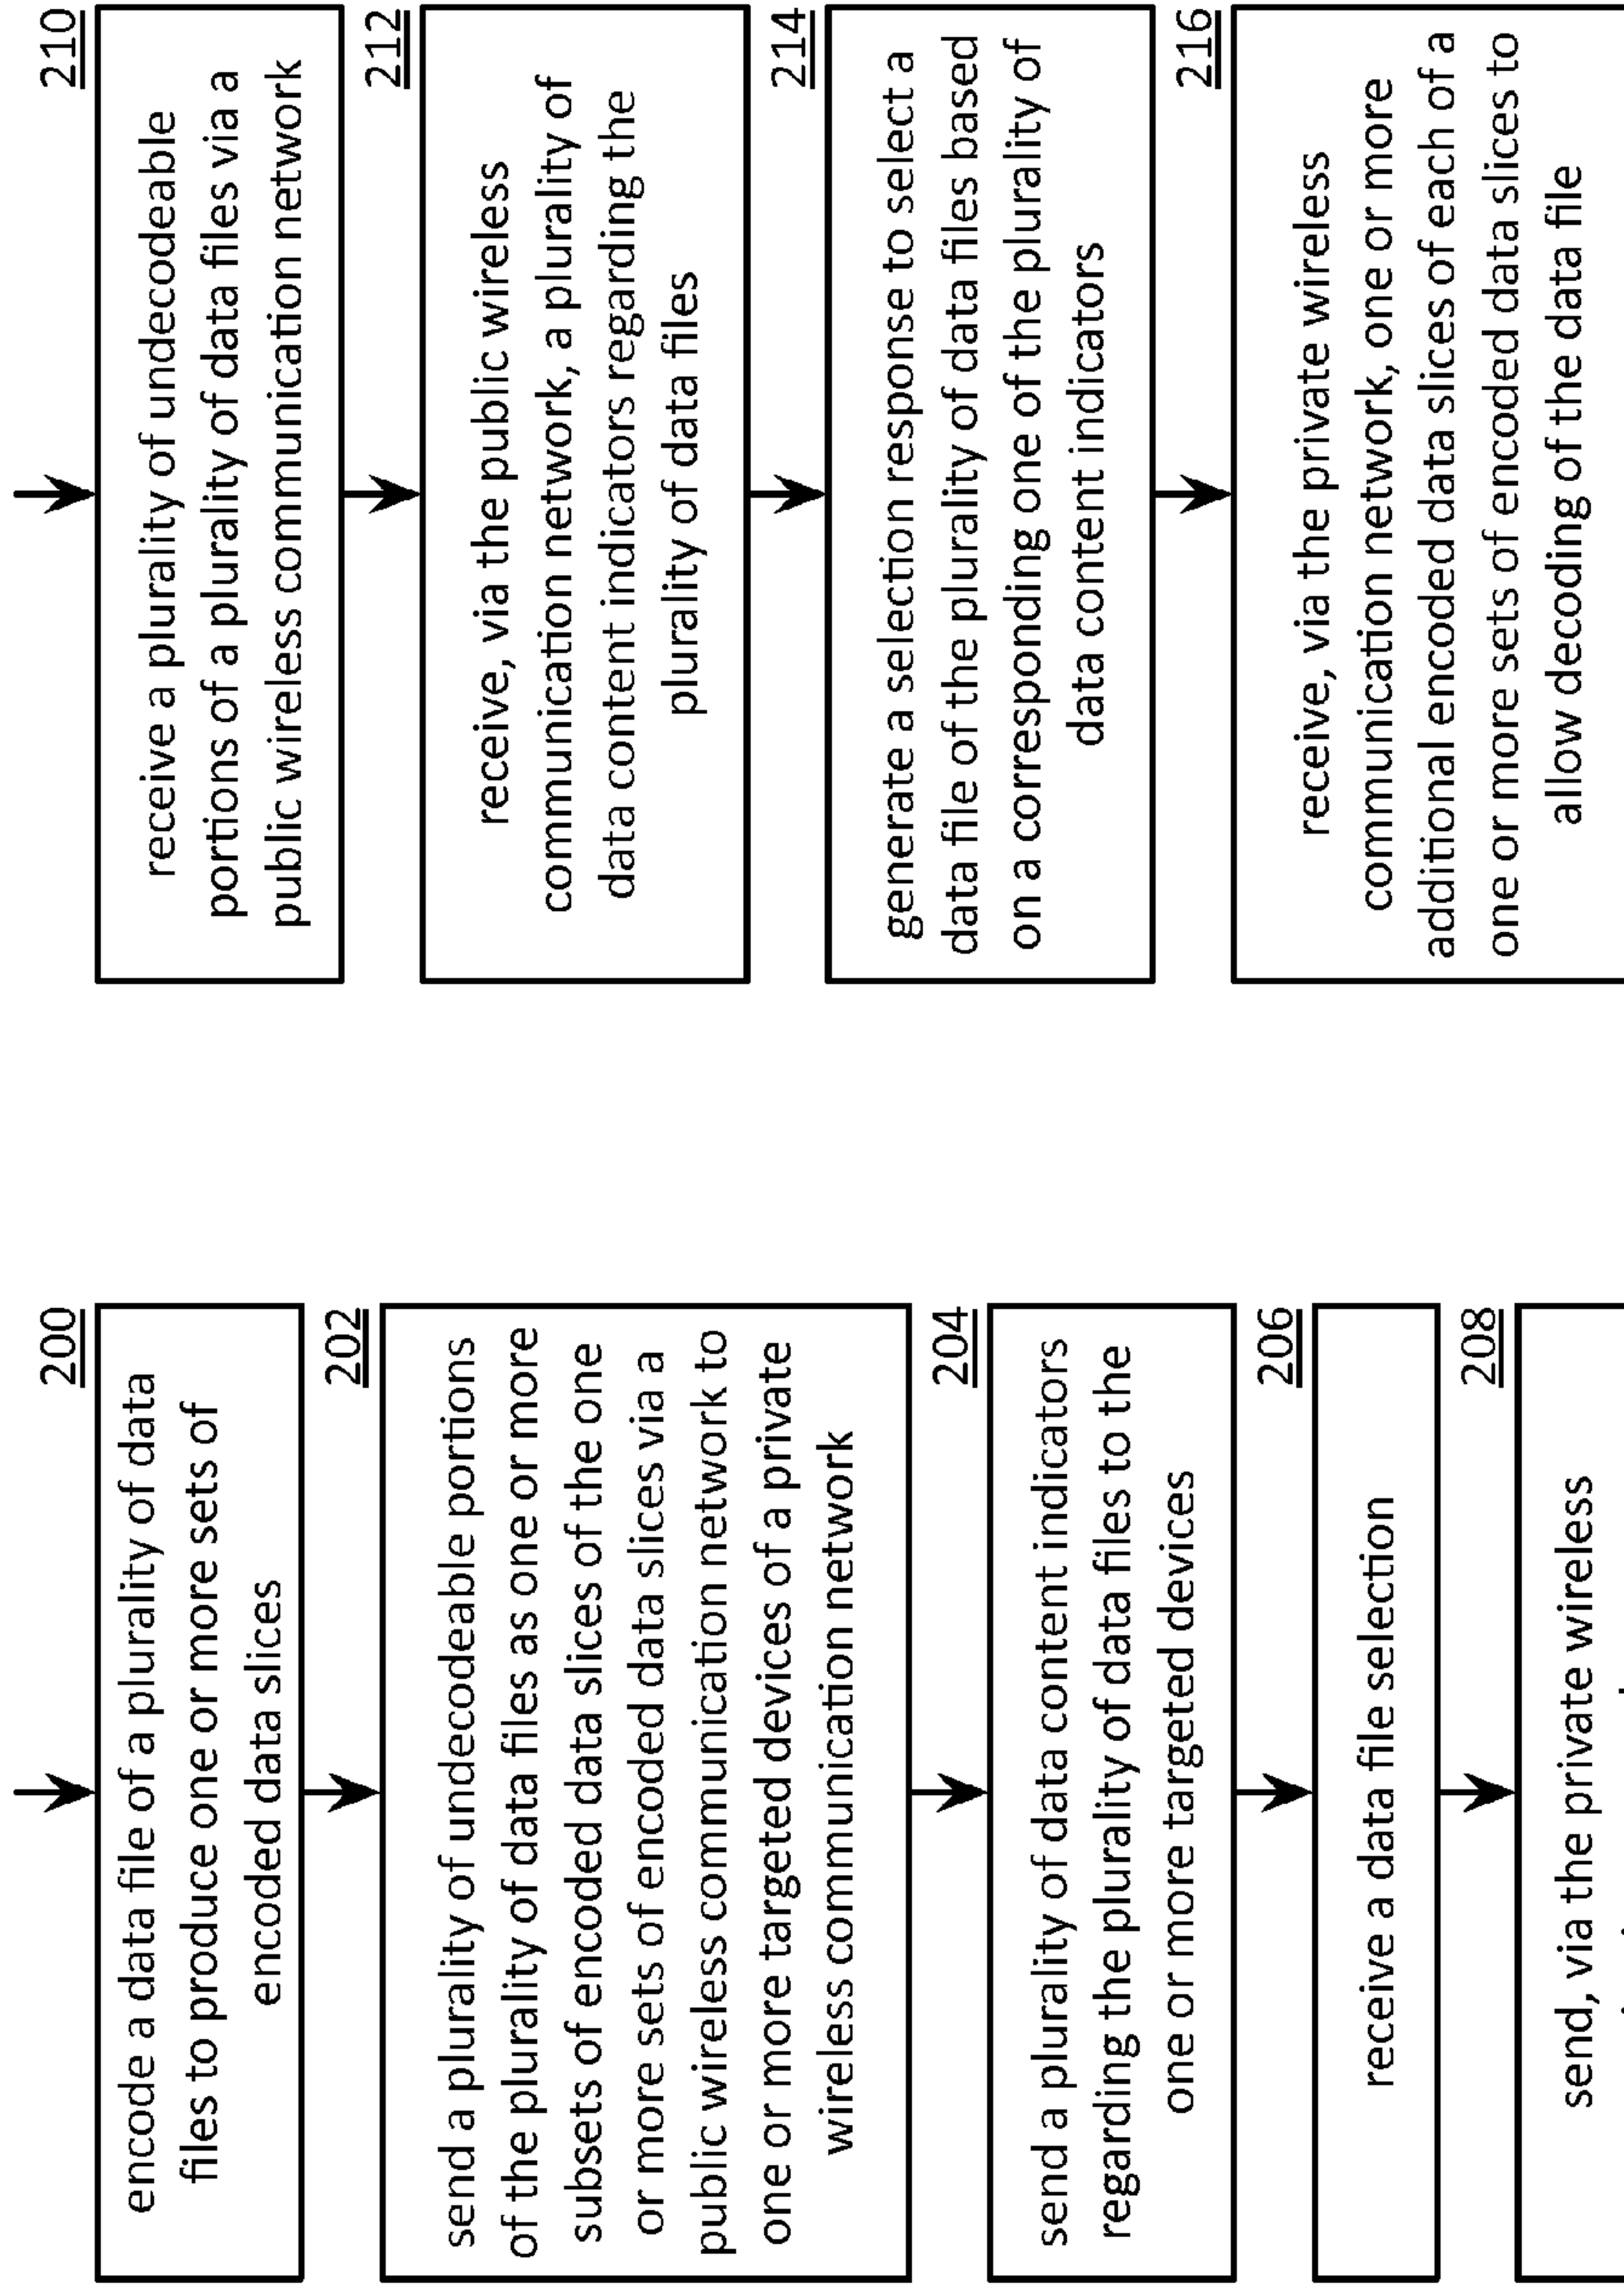 200
encode a data file of a plurality of data
files to produce one or more sets of
encoded data slices
202
send a plurality of undecodeable portions
of the plurality of data files as one or more
subsets of encoded data slices of the one
or more sets of encoded data slices via a
public wireless communication network to
one or more targeted devices of a private
wireless communication network
204
send a plurality of data content indicators
regarding the plurality of data files to the
one or more targeted devices
206
receive a data file selection
208
send, via the private wireless
210
receive a plurality of undecodeable
portions of a plurality of data files via a
public wireless communication network
212
receive, via the public wireless
communication network, a plurality of
data content indicators regarding the
plurality of data files
214
generate a selection response to select a
data file of the plurality of data files based
on a corresponding one of the plurality of
data content indicators
216
receive, via the private wireless
communication network, one or more
additional encoded data slices of each of a
one or more sets of encoded data slices to
allow decoding of the data file